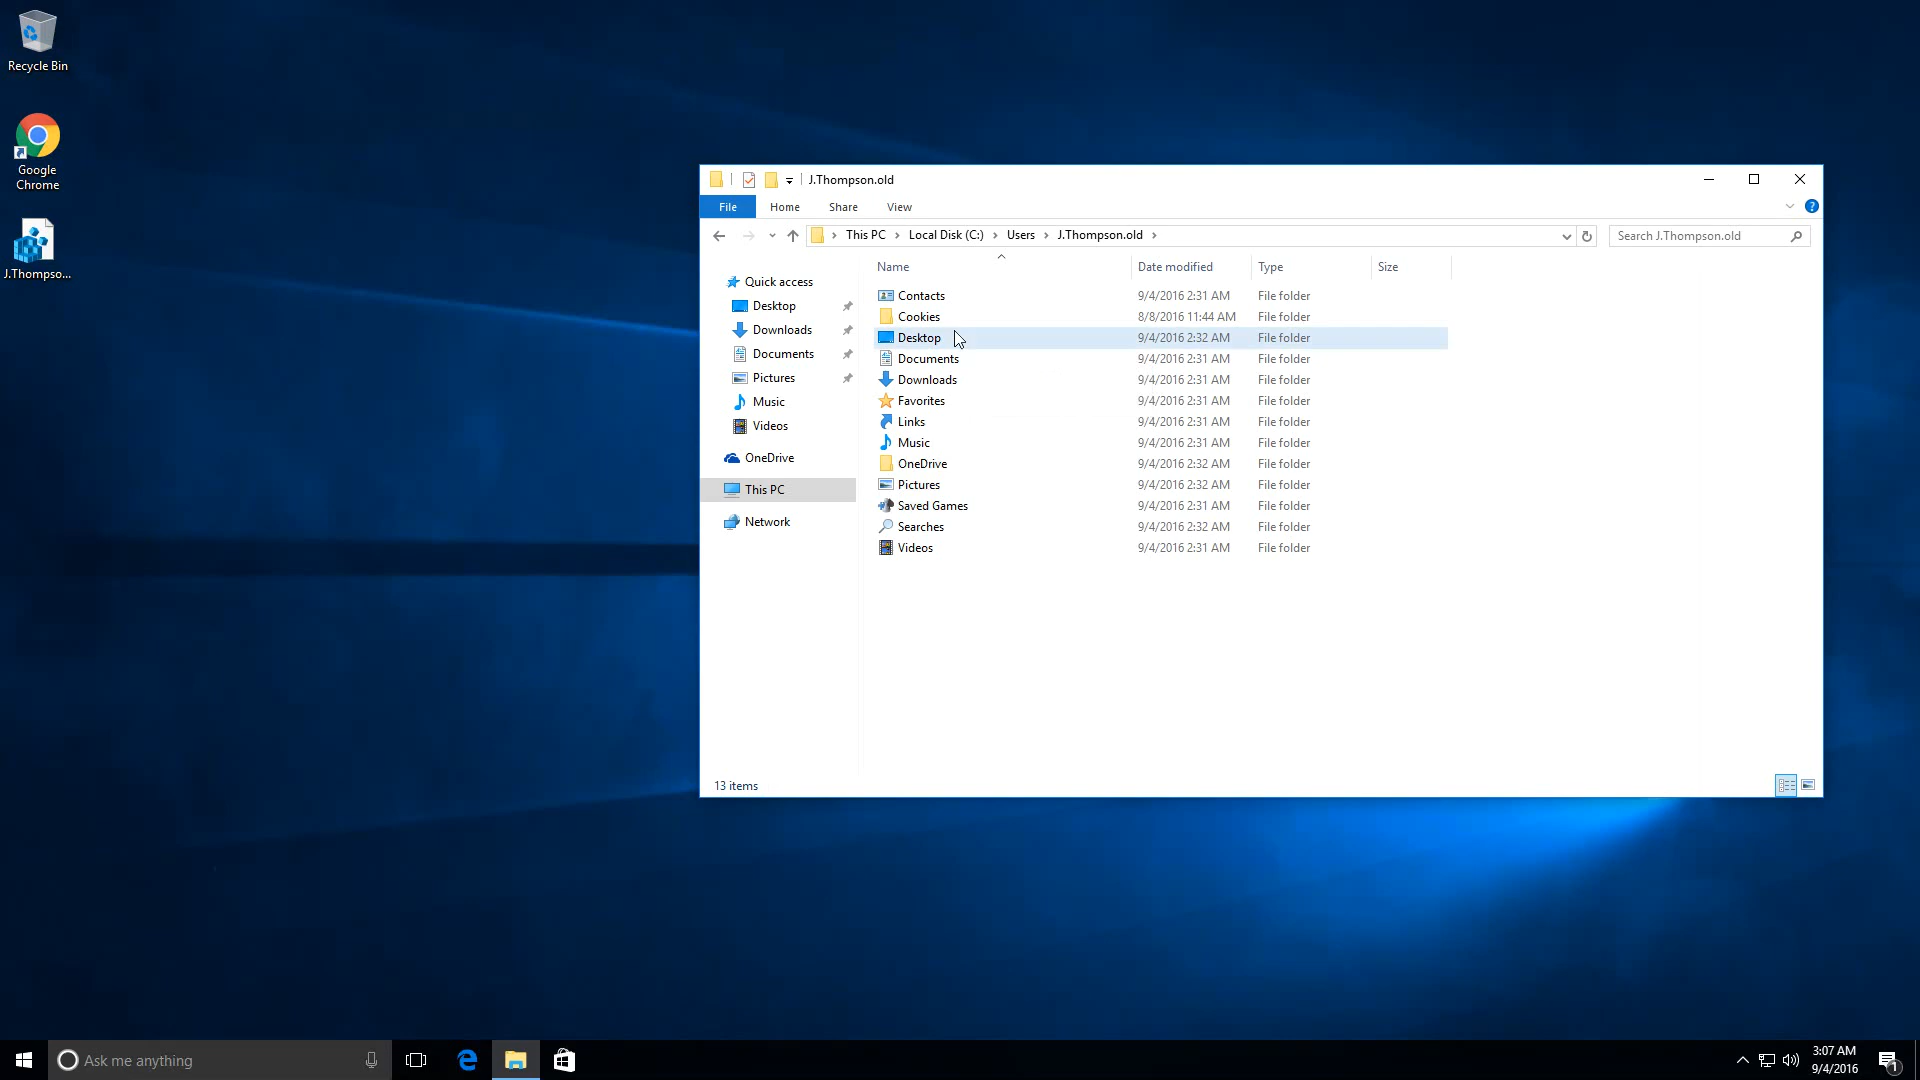 Recycle Bin
Google
Chrome
J.Thompso...
J.Thompson.old
File Home Share View
This PC Local Disk (C:) Users J.Thompson.old
Search J.Thompson.old
Quick access
Desktop
Downloads
Documents
Pictures
Music
Videos
OneDrive
This PC
Network
Name Date modified Type Size
Contacts 9/4/2016 2:31 AM File folder
Cookies 8/8/2016 11:44 AM File folder
Desktop 9/4/2016 2:32 AM File folder
Documents 9/4/2016 2:31 AM File folder
Downloads 9/4/2016 2:31 AM File folder
Favorites 9/4/2016 2:31 AM File folder
Links 9/4/2016 2:31 AM File folder
Music 9/4/2016 2:31 AM File folder
OneDrive 9/4/2016 2:32 AM File folder
Pictures 9/4/2016 2:32 AM File folder
Saved Games 9/4/2016 2:31 AM File folder
Searches 9/4/2016 2:32 AM File folder
Videos 9/4/2016 2:31 AM File folder
13 items
Ask me anything
3:07 AM
9/4/2016
1